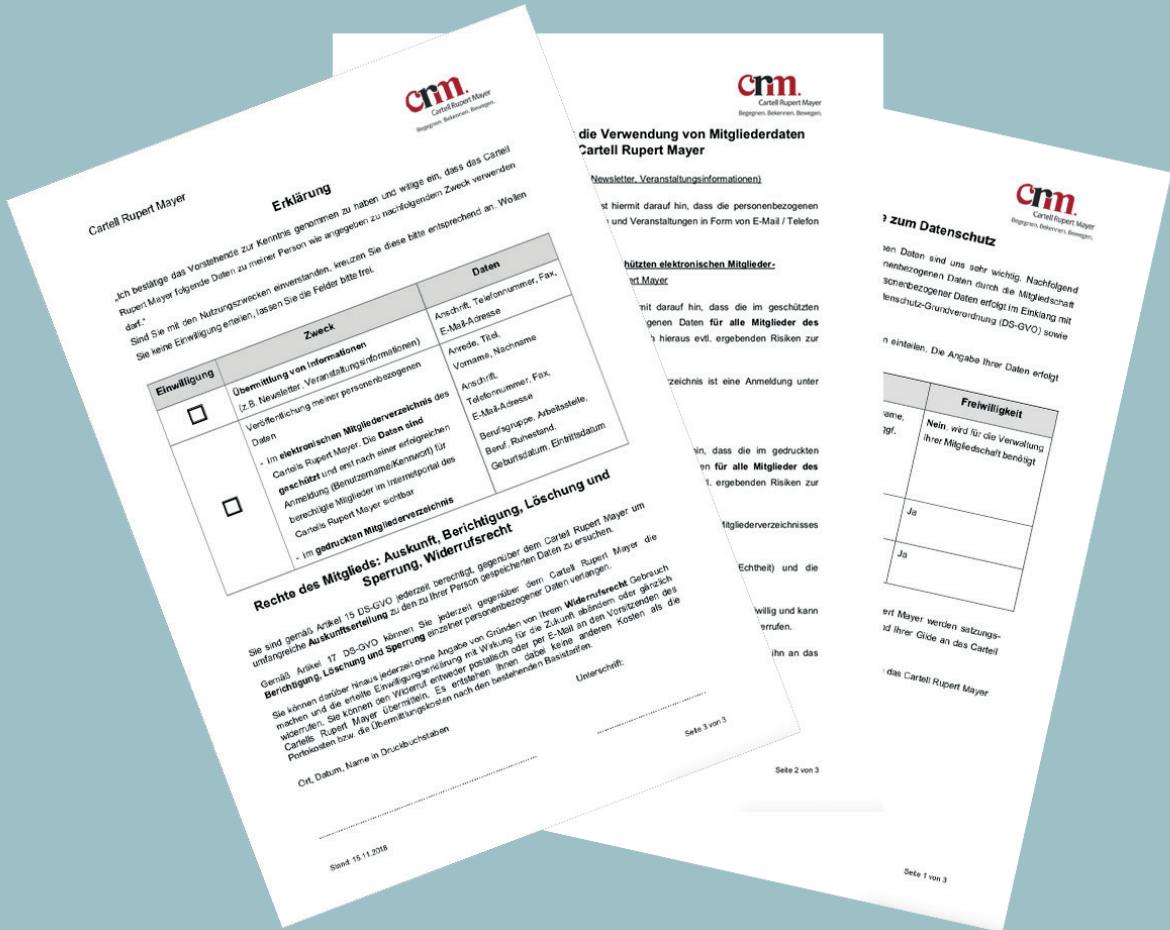 crm.
Cartell Rupert Mayer
Begegnen. Bekennen. Bewegen.
Cartell Rupert Mayer
Erklärung
„Ich bestätige das Vorstehende zur Kenntnis genommen zu haben und willige ein, dass das Cartell
Rupert Mayer folgende Daten zu meiner Person wie angegeben zu nachfolgendem Zweck verwenden
darf.“
Sind Sie mit den Nutzungszwecken einverstanden, kreuzen Sie diese bitte entsprechend an. Wollen
Sie keine Einwilligung erteilen, lassen Sie die Felder bitte frei.
Einwilligung
Zweck
Daten
Übermittlung von Informationen
(z.B. Newsletter, Veranstaltungsinformationen)
Anschrift, Telefonnummer, Fax,
E-Mail-Adresse
Veröffentlichung meiner personenbezogenen
Daten
- im elektronischen Mitgliederverzeichnis des
Cartells Rupert Mayer. Die Daten sind
geschützt und erst nach einer erfolgreichen
Anmeldung (Benutzername/Kennwort) für
berechtigte Mitglieder im Internetportal des
Cartells Rupert Mayer sichtbar
- im gedruckten Mitgliederverzeichnis
Anrede, Titel,
Vorname, Nachname
Anschrift,
Telefonnummer, Fax,
E-Mail-Adresse
Berufsgruppe, Arbeitsstelle,
Beruf, Ruhestand,
Geburtsdatum, Eintrittsdatum
Rechte des Mitglieds: Auskunft, Berichtigung, Löschung und
Sperrung, Widerrufsrecht
Sie sind gemäß Artikel 15 DS-GVO jederzeit berechtigt, gegenüber dem Cartell Rupert Mayer um
umfangreiche Auskunftserteilung zu den zu Ihrer Person gespeicherten Daten zu ersuchen.
Gemäß Artikel 17 DS-GVO können Sie jederzeit gegenüber dem Cartell Rupert Mayer die
Berichtigung, Löschung und Sperrung einzelner personenbezogener Daten verlangen.
Sie können darüber hinaus jederzeit ohne Angabe von Gründen von Ihrem Widerrufsrecht Gebrauch
machen und die erteilte Einwilligungserklärung mit Wirkung für die Zukunft abändern oder gänzlich
widerrufen. Sie können den Widerruf entweder postalisch oder per E-Mail an den Vorsitzenden des
Cartells Rupert Mayer übermitteln. Es entstehen Ihnen dabei keine anderen Kosten als die
Portokosten bzw. die Übermittlungskosten nach den bestehenden Basistarifen.
Ort, Datum, Name in Druckbuchstaben
Unterschrift:
Stand: 15.11.2018
Seite 3 von 3
crm.
Cartell Rupert Mayer
Begegnen. Bekennen. Bewegen.
die Verwendung von Mitgliederdaten
Cartell Rupert Mayer
Newsletter, Veranstaltungsinformationen)
st hiermit darauf hin, dass die personenbezogenen
und Veranstaltungen in Form von E-Mail / Telefon
hützten elektronischen Mitglieder-
ert Mayer
mit darauf hin, dass die im geschützten
genen Daten für alle Mitglieder des
hieraus evtl. ergebenden Risiken zur
rzeichnis ist eine Anmeldung unter
in, dass die im gedruckten
en für alle Mitglieder des
tl. ergebenden Risiken zur
Mitgliederverzeichnisses
Echtheit) und die
willig und kann
errufen.
ihn an das
Seite 2 von 3
crm.
Cartell Rupert Mayer
Begegnen. Bekennen. Bewegen.
e zum Datenschutz
nen Daten sind uns sehr wichtig. Nachfolgend
nenbezogenen Daten durch die Mitgliedschaft
rsonenbezogener Daten erfolgt im Einklang mit
tenschutz-Grundverordnung (DS-GVO) sowie
n einteilen. Die Angabe Ihrer Daten erfolgt
Freiwilligkeit
ame,
ggf.
Nein, wird für die Verwaltung
Ihrer Mitgliedschaft benötigt
Ja
Ja
ert Mayer werden satzungs-
nd Ihrer Gilde an das Cartell
das Cartell Rupert Mayer
Seite 1 von 3